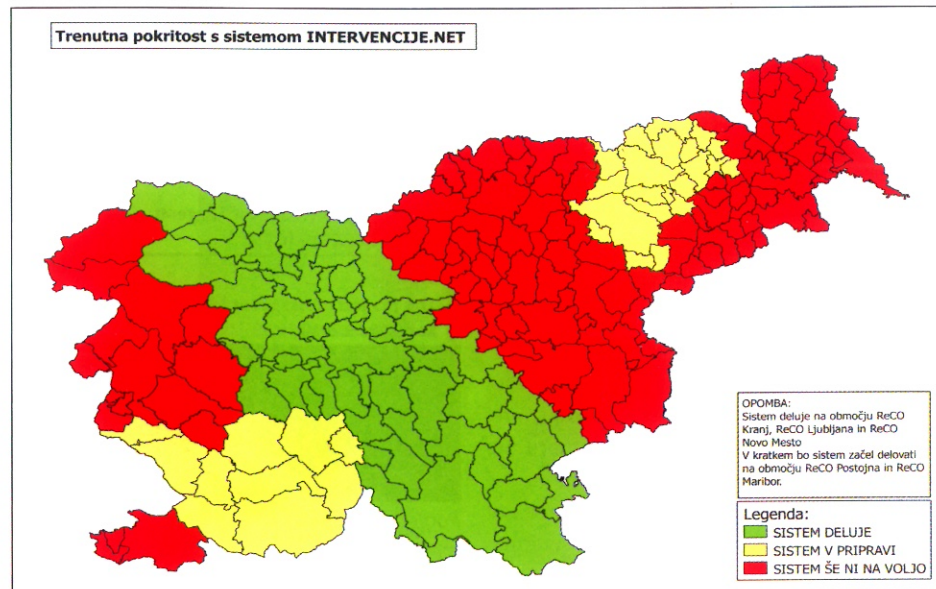 Trenutna pokritost s sistemom INTERVENCIJE.NET
OPOMBA:
Sistem deluje na območju ReCO
Kranj, ReCO Ljubljana in ReCO
Novo Mesto
V kratkem bo sistem začel delovati
na območju ReCO Postojna in ReCO
Maribor.
Legenda:
SISTEM DELUJE
SISTEM V PRIPRAVI
SISTEM ŠE NI NA VOLJO